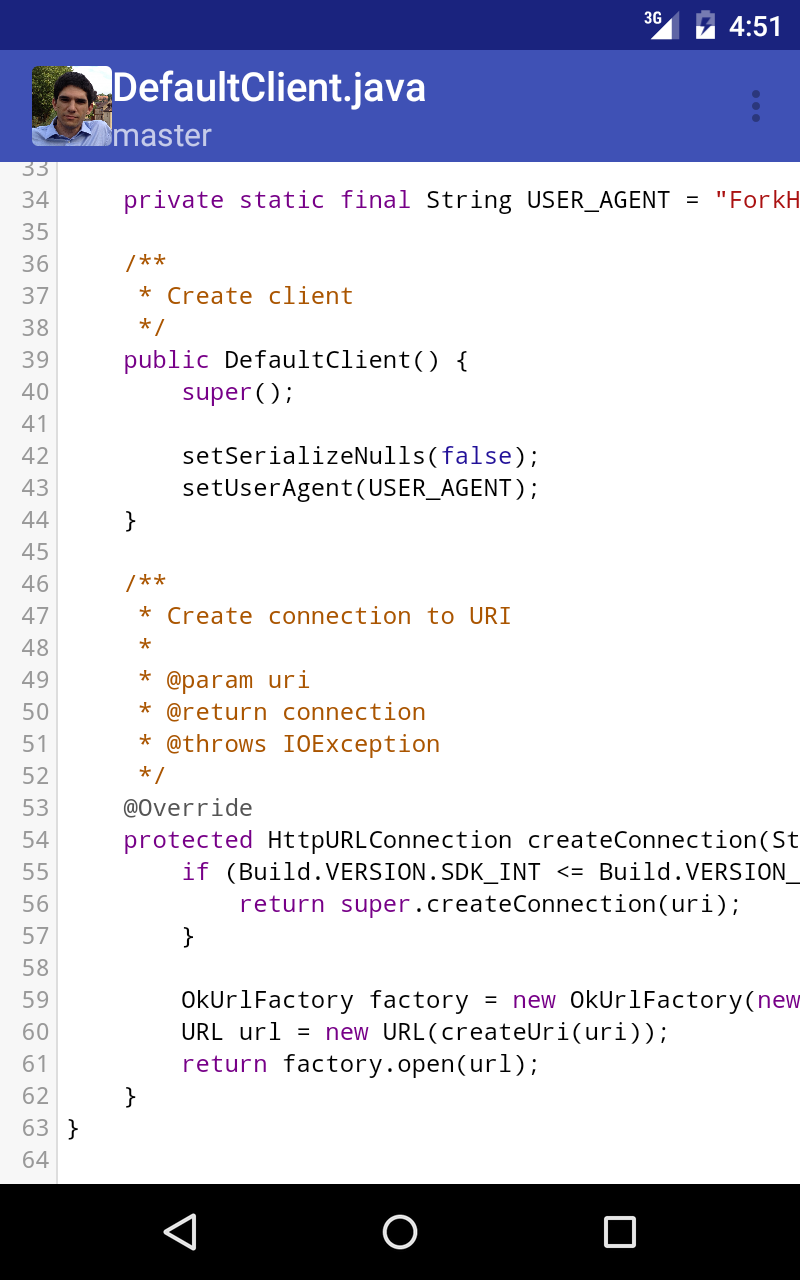 3G 4:51
DefaultClient.java
master
33
34     private static final String USER_AGENT = "ForkH
35
36     /**
37      * Create client
38      */
39     public DefaultClient() {
40         super();
41
42         setSerializeNulls(false);
43         setUserAgent(USER_AGENT);
44     }
45
46     /**
47      * Create connection to URI
48      *
49      * @param uri
50      * @return connection
51      * @throws IOException
52      */
53     @Override
54     protected HttpURLConnection createConnection(St
55         if (Build.VERSION.SDK_INT <= Build.VERSION_
56             return super.createConnection(uri);
57         }
58
59         OkUrlFactory factory = new OkUrlFactory(new
60         URL url = new URL(createUri(uri));
61         return factory.open(url);
62     }
63 }
64